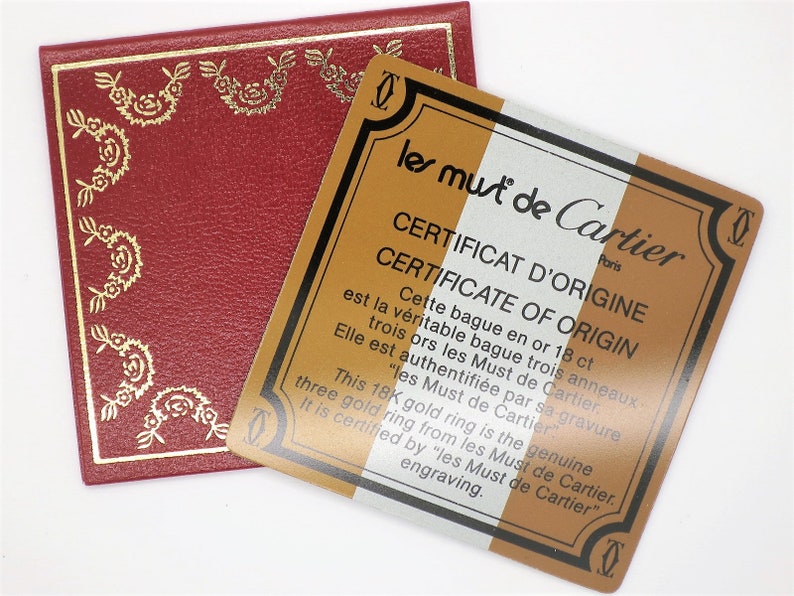 les must® de Cartier
Paris
CERTIFICAT D'ORIGINE
CERTIFICATE OF ORIGIN
Cette bague en or 18 ct
est la véritable bague trois anneaux -
trois ors les Must de Cartier.
Elle est authentifiée par sa gravure
"les Must de Cartier".
This 18K gold ring is the genuine
three gold ring from les Must de Cartier.
It is certified by "les Must de Cartier"
engraving.